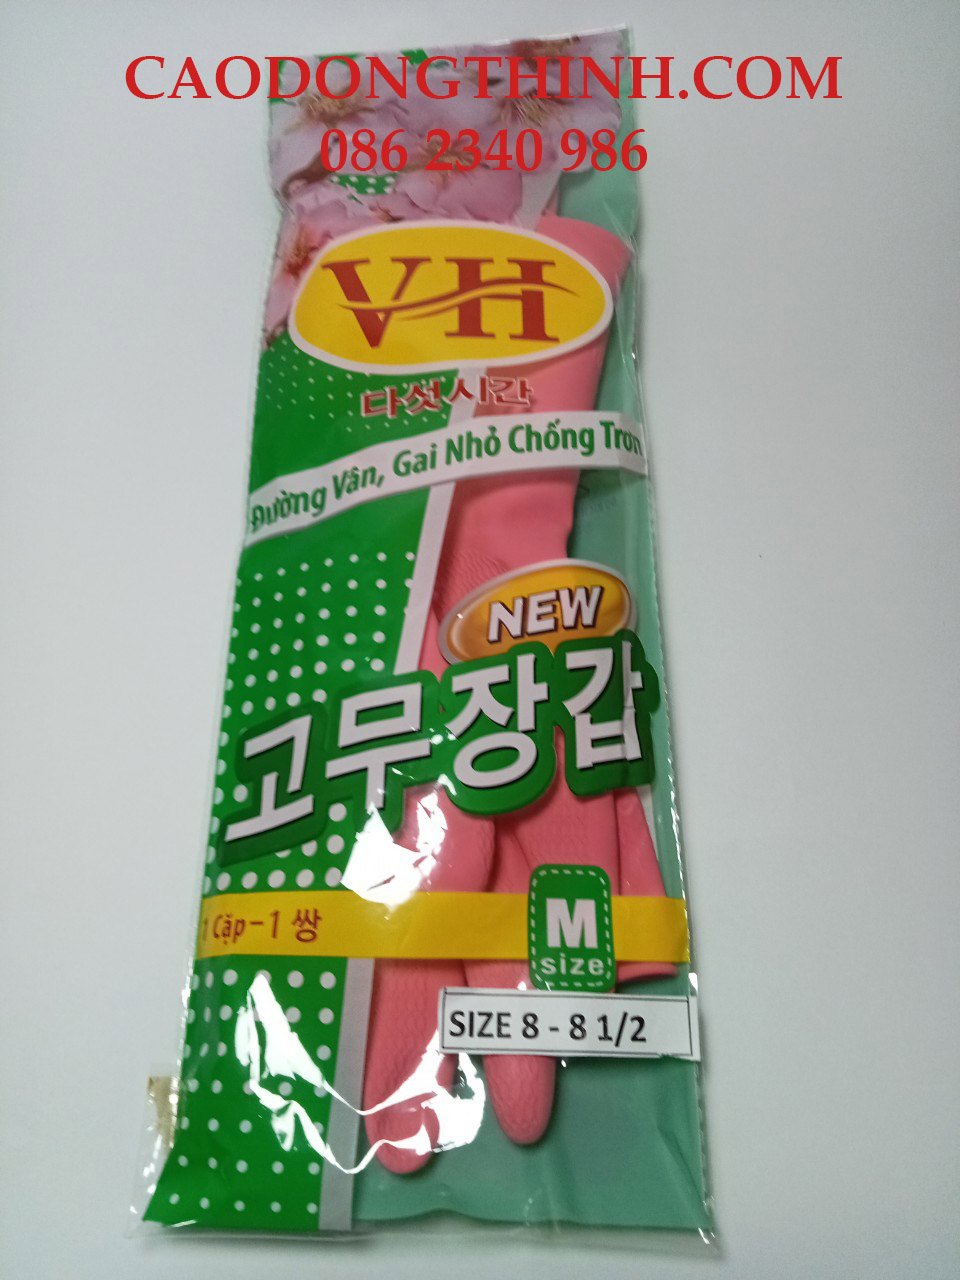 CAODONGTHINH.COM
086 2340 986
VH
다섯시간
Đường Vân, Gai Nhỏ Chống Trơn
NEW
고무장갑
1 Cặp - 1 쌍
M
size
SIZE 8 - 8 1/2